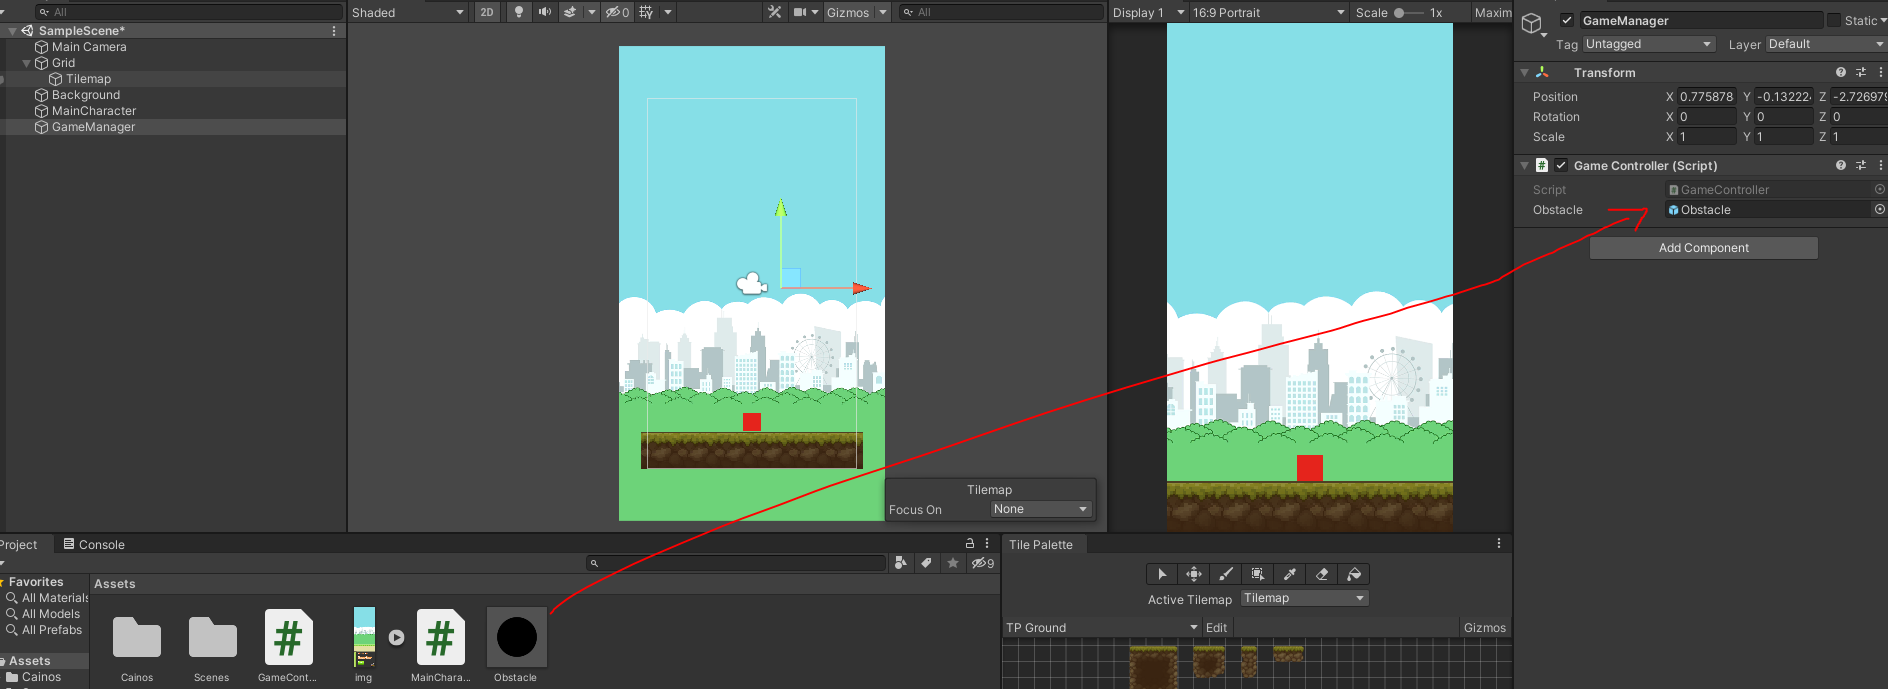 All
SampleScene*
Main Camera
Grid
Tilemap
Background
MainCharacter
GameManager
Shaded
2D
0
Gizmos
All
Tilemap
Focus On None
Display 1 16:9 Portrait Scale 1x Maxim
GameManager Static
Tag Untagged Layer Default
Transform
Position X 0.775878 Y -0.13222 Z -2.726979
Rotation X 0 Y 0 Z 0
Scale X 1 Y 1 Z 1
# Game Controller (Script)
Script GameController
Obstacle Obstacle
Add Component
Project Console
9
Favorites
All Materials
All Models
All Prefabs
Assets
Cainos
Assets
Cainos Scenes GameCont... img MainChara... Obstacle
Tile Palette
Active Tilemap Tilemap
TP Ground Edit Gizmos